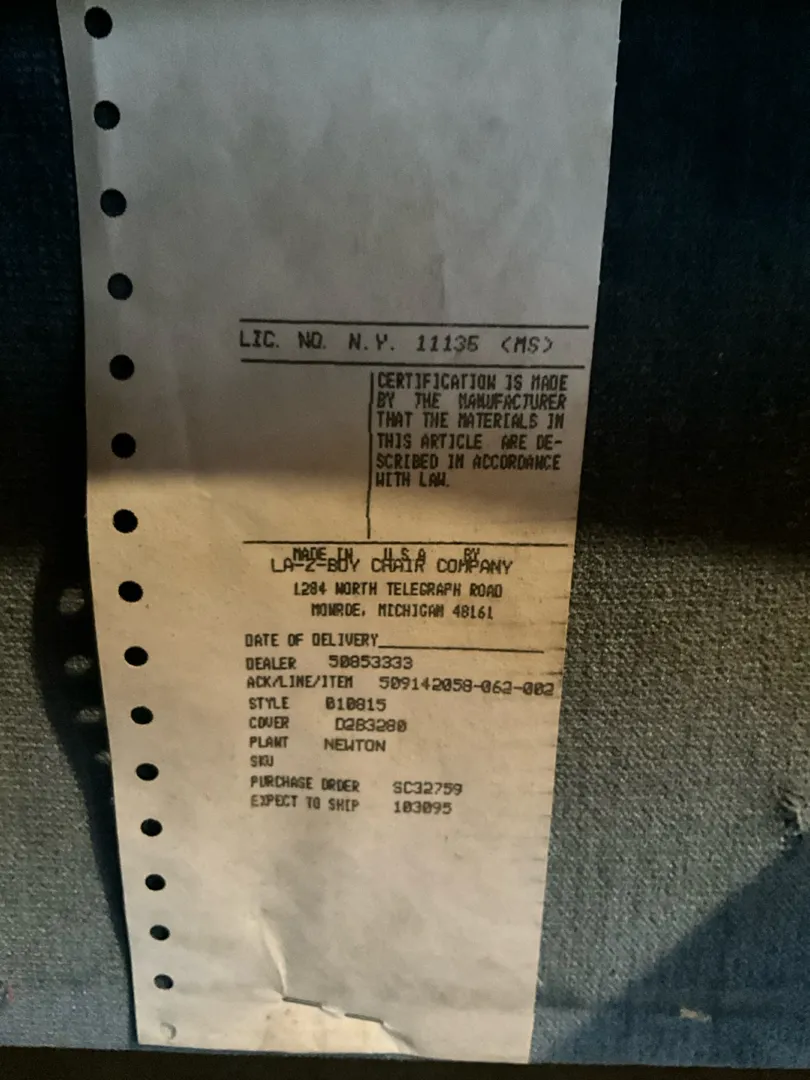 LIC. NO. N.Y. 11135 (MS)
CERTIFICATION IS MADE
BY THE MANUFACTURER
THAT THE MATERIALS IN
THIS ARTICLE ARE DE-
SCRIBED IN ACCORDANCE
WITH LAW.
MADE IN U.S.A BY
LA-Z-BOY CHAIR COMPANY
1284 NORTH TELEGRAPH ROAD
MONROE, MICHIGAN 48161
DATE OF DELIVERY
DEALER 50853333
ACK/LINE/ITEM 509142058-062-002
STYLE 010815
COVER D283280
PLANT NEWTON
SKU
PURCHASE ORDER SC32759
EXPECT TO SHIP 103095